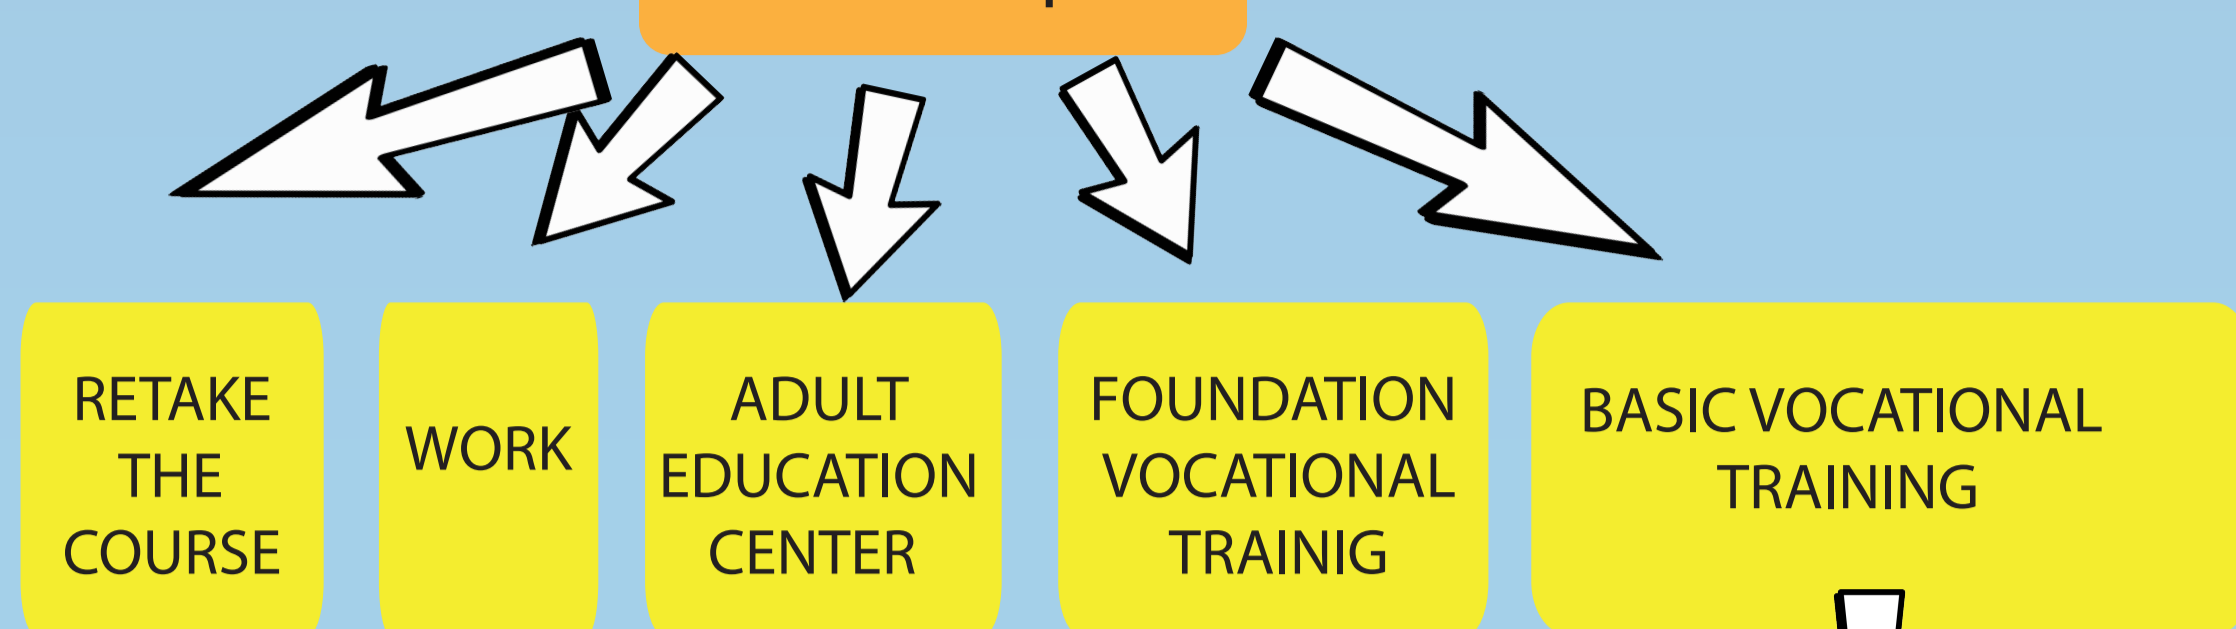 RETAKE
THE
COURSE
WORK
ADULT
EDUCATION
CENTER
FOUNDATION
VOCATIONAL
TRAINIG
BASIC VOCATIONAL
TRAINING